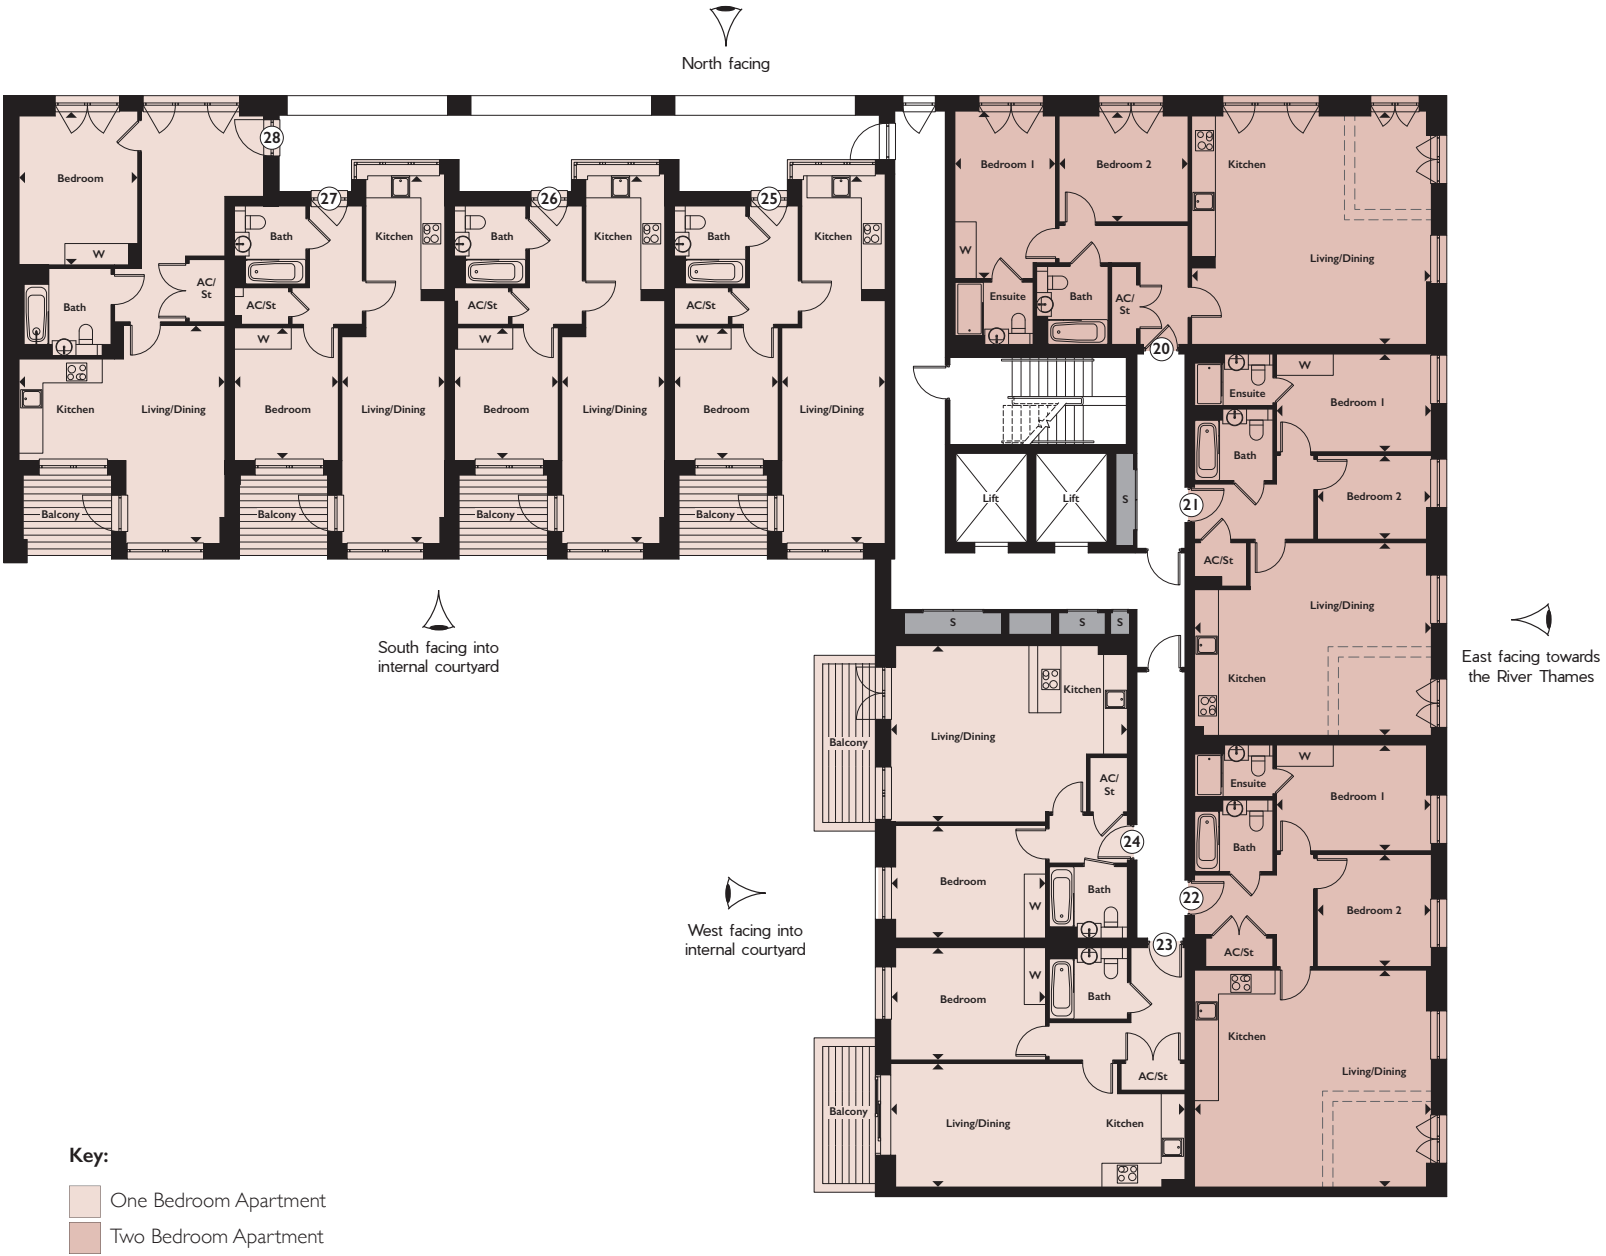 North facing
28
27
26
25
Bedroom
W
Bath
AC/
St
Kitchen
Living/Dining
Balcony
Bath
Kitchen
AC/St
W
Bedroom
Living/Dining
Balcony
Bath
Kitchen
AC/St
W
Bedroom
Living/Dining
Balcony
Bath
Kitchen
AC/St
W
Bedroom
Living/Dining
Balcony
Bedroom 1
Bedroom 2
Kitchen
Living/Dining
W
Ensuite
Bath
AC/
St
20
Lift
Lift
S
21
Ensuite
W
Bedroom 1
Bath
Bedroom 2
AC/St
Living/Dining
Kitchen
South facing into
internal courtyard
East facing towards
the River Thames
S
S
S
Kitchen
Living/Dining
Balcony
AC/
St
24
Bedroom
W
Bath
Ensuite
W
Bedroom 1
Bath
22
Bedroom 2
AC/St
Kitchen
Living/Dining
West facing into
internal courtyard
23
Bedroom
W
Bath
AC/St
Balcony
Living/Dining
Kitchen
Key:
One Bedroom Apartment
Two Bedroom Apartment